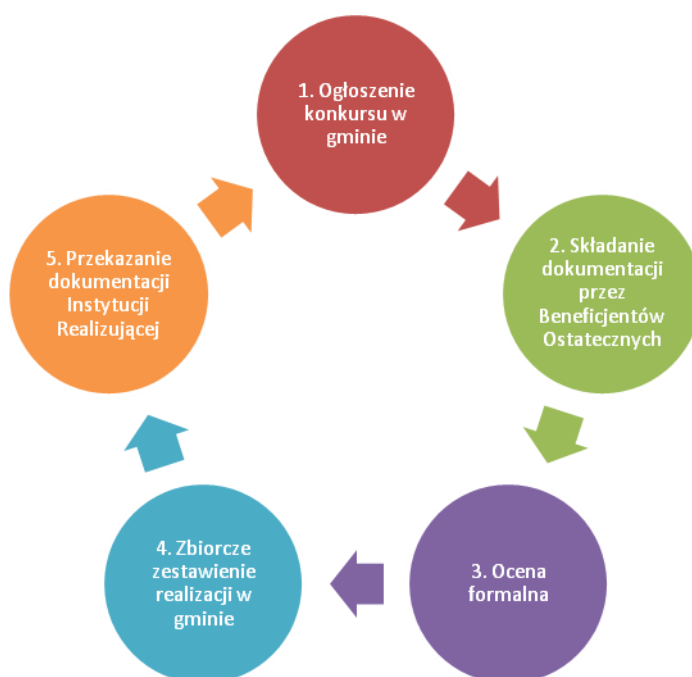 1. Ogłoszenie
konkursu w
gminie
2. Składanie
dokumentacji
przez
Beneficjentów
Ostatecznych
3. Ocena
formalna
4. Zbiorcze
zestawienie
realizacji w
gminie
5. Przekazanie
dokumentacji
Instytucji
Realizującej